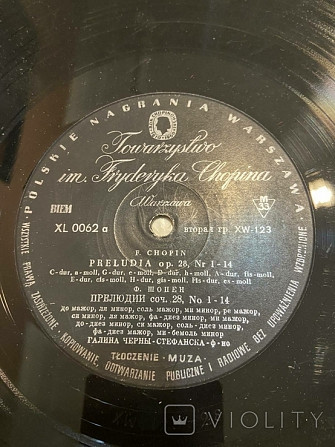 POLSKIE NAGRANIA WARSZAWA
Towarzystwo
im. Fryderyka Chopina
Warszawa
BIEM
XL 0062 a
вторая гр. XW-123
F. CHOPIN
PRELUDIA op. 28, Nr 1-14
C-dur, a-moll, G-dur, e-moll, D-dur, h-moll, A-dur, fis-moll,
E-dur, cis-moll, H-dur, gis-moll, Fis-dur, es-moll
Ф. ШОПЕН
ПРЕЛЮДИИ соч. 28, No. 1-14
до мажор, ля минор, соль мажор, ми минор, ре мажор,
си минор, ля мажор, фа-диез минор, ми мажор,
до-диез минор, си мажор, соль-диез минор,
фа-диез мажор, ми-бемоль минор
ГАЛИНА ЧЕРНЫ-СТЕФАНСКА-ф-но
TŁOCZENIE „MUZA"
WSZELKIE PRAWA ZASTRZEŻONE KOPIOWANIE ODTWARZANIE PUBLICZNE I RADIOWE BEZ UPOWAŻNIENIA WZBRONIONE
VIOLITY